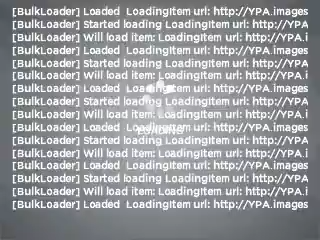 [BulkLoader] Loaded LoadingItem url: http://YPA.images
[BulkLoader] Started loading LoadingItem url: http://YPA
[BulkLoader] Will load item: LoadingItem url: http://YPA.i
[BulkLoader] Loaded LoadingItem url: http://YPA.images
[BulkLoader] Started loading LoadingItem url: http://YPA
[BulkLoader] Will load item: LoadingItem url: http://YPA.i
[BulkLoader] Loaded LoadingItem url: http://YPA.images
[BulkLoader] Started loading LoadingItem url: http://YPA
[BulkLoader] Will load item: LoadingItem url: http://YPA.i
[BulkLoader] Loaded LoadingItem url: http://YPA.images
[BulkLoader] Started loading LoadingItem url: http://YPA
[BulkLoader] Will load item: LoadingItem url: http://YPA.i
[BulkLoader] Loaded LoadingItem url: http://YPA.images
[BulkLoader] Started loading LoadingItem url: http://YPA
[BulkLoader] Will load item: LoadingItem url: http://YPA.i
[BulkLoader] Loaded LoadingItem url: http://YPA.images